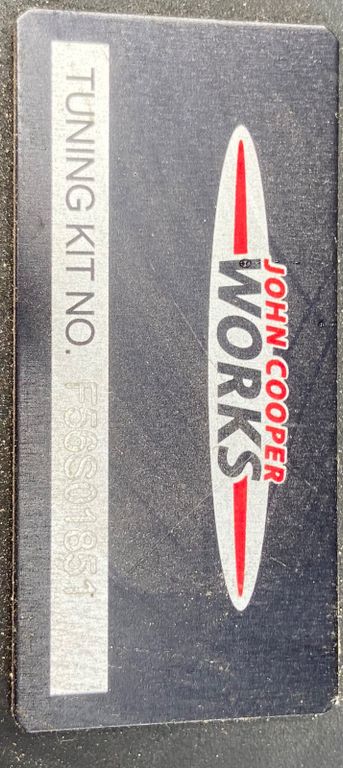 JOHN COOPER
WORKS
TUNING KIT NO. F56S01851